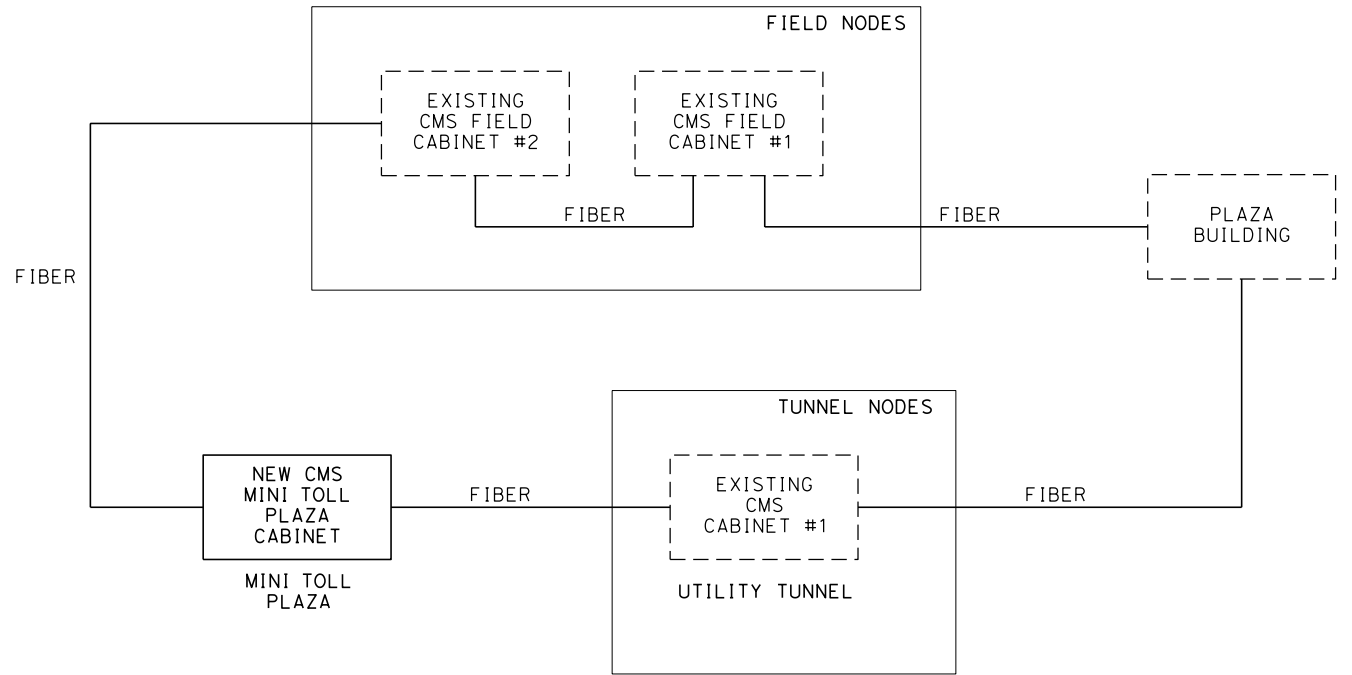 FIELD NODES
EXISTING
CMS FIELD
CABINET #2
EXISTING
CMS FIELD
CABINET #1
FIBER
FIBER
PLAZA
BUILDING
FIBER
TUNNEL NODES
NEW CMS
MINI TOLL
PLAZA
CABINET
MINI TOLL
PLAZA
FIBER
EXISTING
CMS
CABINET #1
UTILITY TUNNEL
FIBER